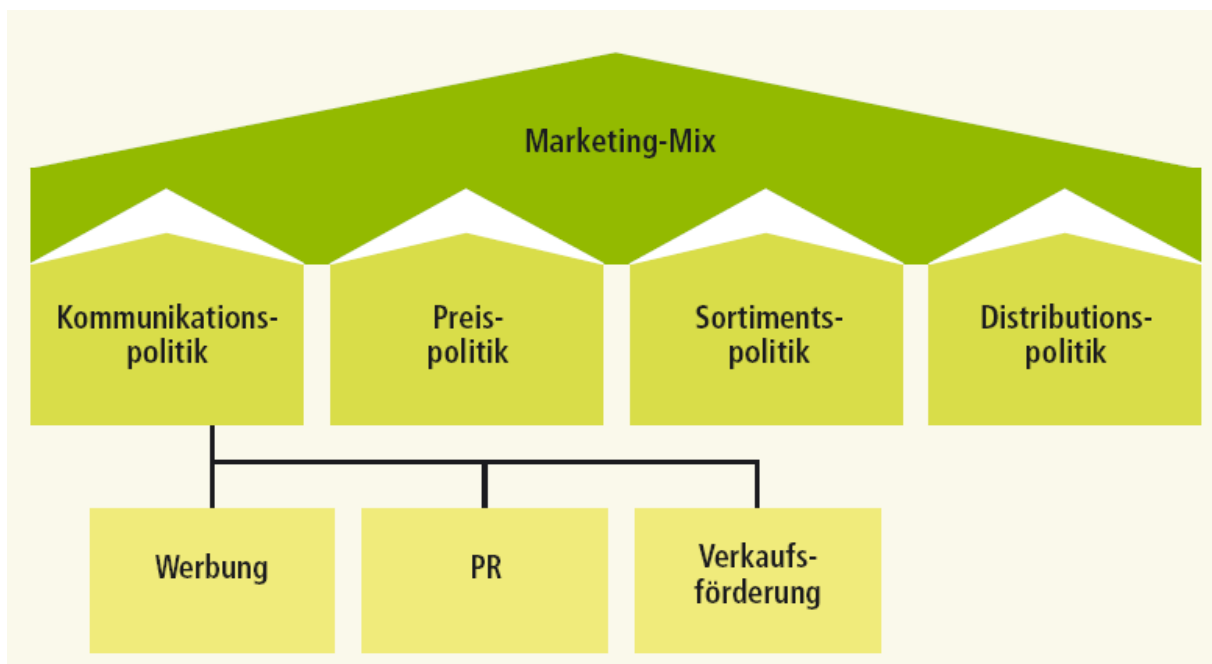 Marketing-Mix
Kommunikations-
politik
Preis-
politik
Sortiments-
politik
Distributions-
politik
Werbung
PR
Verkaufs-
förderung